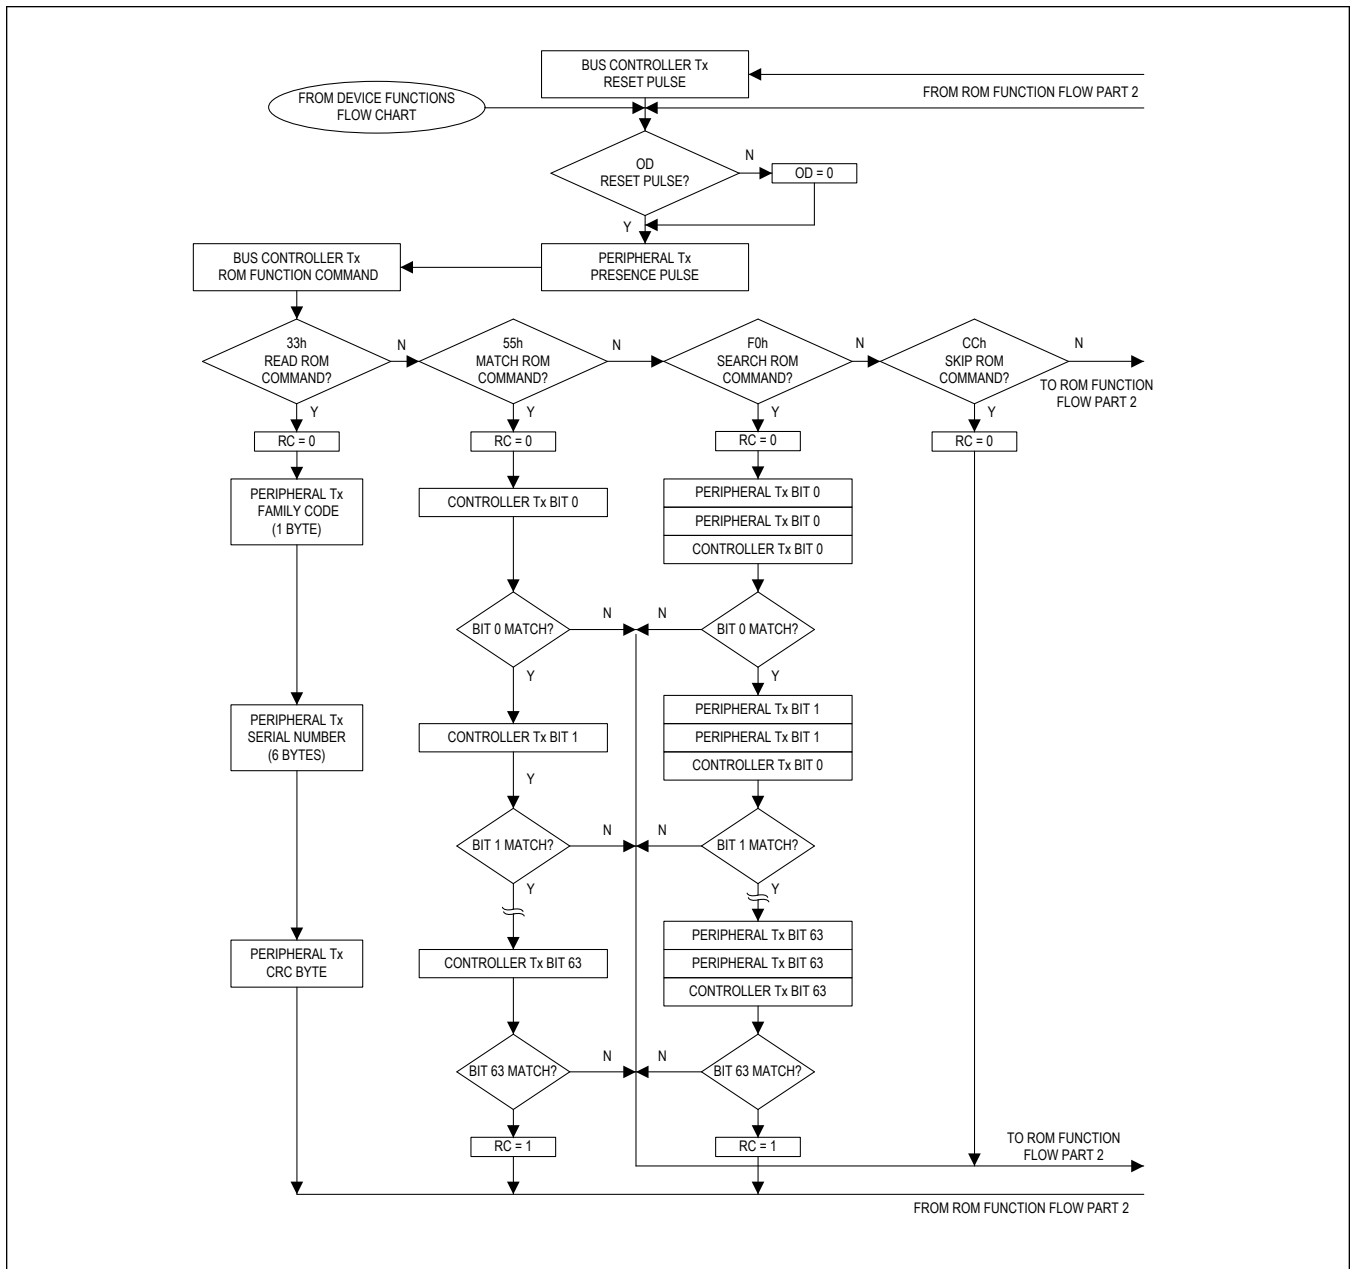 BUS CONTROLLER Tx
RESET PULSE
FROM ROM FUNCTION FLOW PART 2
FROM DEVICE FUNCTIONS
FLOW CHART
OD
RESET PULSE?
N
OD = 0
Y
BUS CONTROLLER Tx
ROM FUNCTION COMMAND
PERIPHERAL Tx
PRESENCE PULSE
33h
READ ROM
COMMAND?
N
55h
MATCH ROM
COMMAND?
N
F0h
SEARCH ROM
COMMAND?
N
CCh
SKIP ROM
COMMAND?
N
TO ROM FUNCTION
FLOW PART 2
Y
Y
Y
Y
RC = 0
RC = 0
RC = 0
RC = 0
PERIPHERAL Tx
FAMILY CODE
(1 BYTE)
CONTROLLER Tx BIT 0
PERIPHERAL Tx BIT 0
PERIPHERAL Tx BIT 0
CONTROLLER Tx BIT 0
BIT 0 MATCH?
N
N
BIT 0 MATCH?
Y
Y
PERIPHERAL Tx
SERIAL NUMBER
(6 BYTES)
CONTROLLER Tx BIT 1
PERIPHERAL Tx BIT 1
PERIPHERAL Tx BIT 1
CONTROLLER Tx BIT 0
Y
BIT 1 MATCH?
N
N
BIT 1 MATCH?
Y
Y
PERIPHERAL Tx
CRC BYTE
CONTROLLER Tx BIT 63
PERIPHERAL Tx BIT 63
PERIPHERAL Tx BIT 63
CONTROLLER Tx BIT 63
BIT 63 MATCH?
N
N
BIT 63 MATCH?
Y
Y
RC = 1
RC = 1
TO ROM FUNCTION
FLOW PART 2
FROM ROM FUNCTION FLOW PART 2